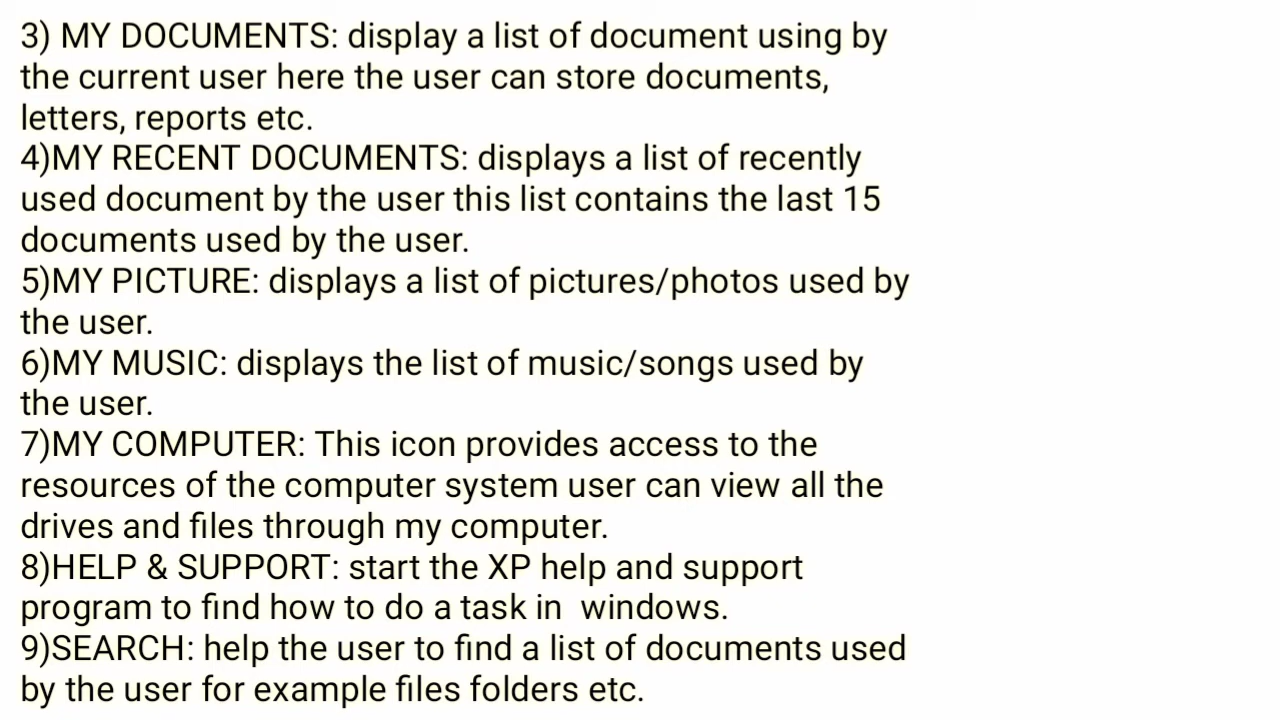 3) MY DOCUMENTS: display a list of document using by
the current user here the user can store documents,
letters, reports etc.
4)MY RECENT DOCUMENTS: displays a list of recently
used document by the user this list contains the last 15
documents used by the user.
5)MY PICTURE: displays a list of pictures/photos used by
the user.
6)MY MUSIC: displays the list of music/songs used by
the user.
7)MY COMPUTER: This icon provides access to the
resources of the computer system user can view all the
drives and files through my computer.
8)HELP & SUPPORT: start the XP help and support
program to find how to do a task in  windows.
9)SEARCH: help the user to find a list of documents used
by the user for example files folders etc.